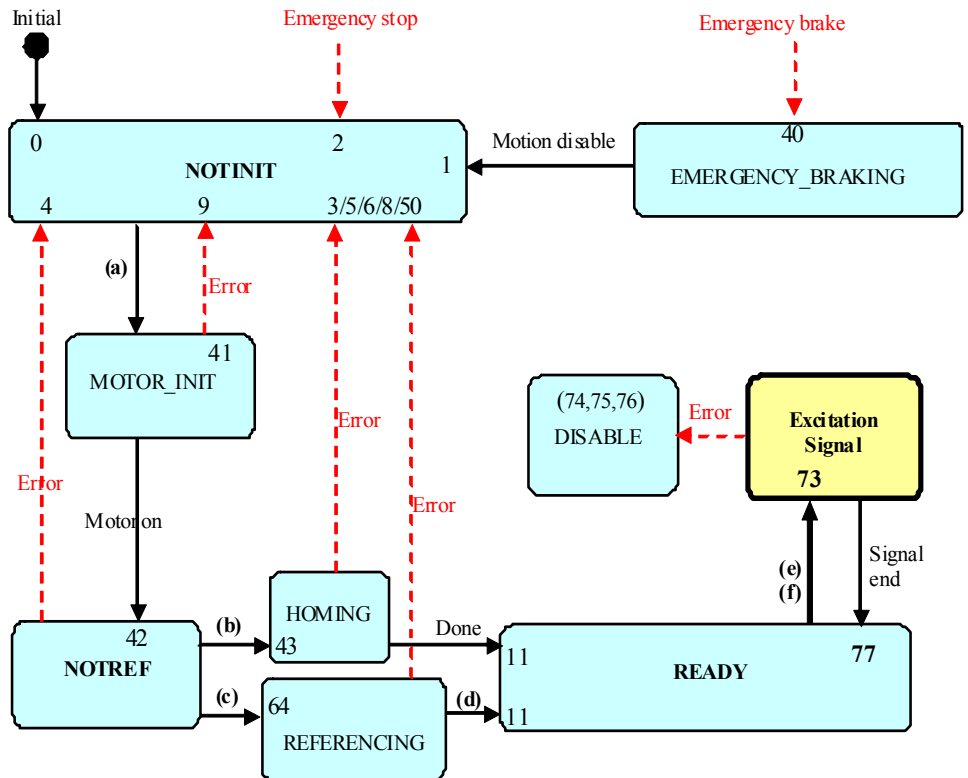 Initial
Emergency stop
Emergency brake
0
2
1
NOTINIT
4
9
3/5/6/8/50
Motion disable
40
EMERGENCY_BRAKING
(a)
Error
41
MOTOR_INIT
Error
(74,75,76)
DISABLE
Error
Excitation
Signal
73
Error
Motor on
Error
(e)
(f)
Signal
end
42
NOTREF
(b)
HOMING
43
Done
11
77
READY
(c)
64
REFERENCING
(d)
11